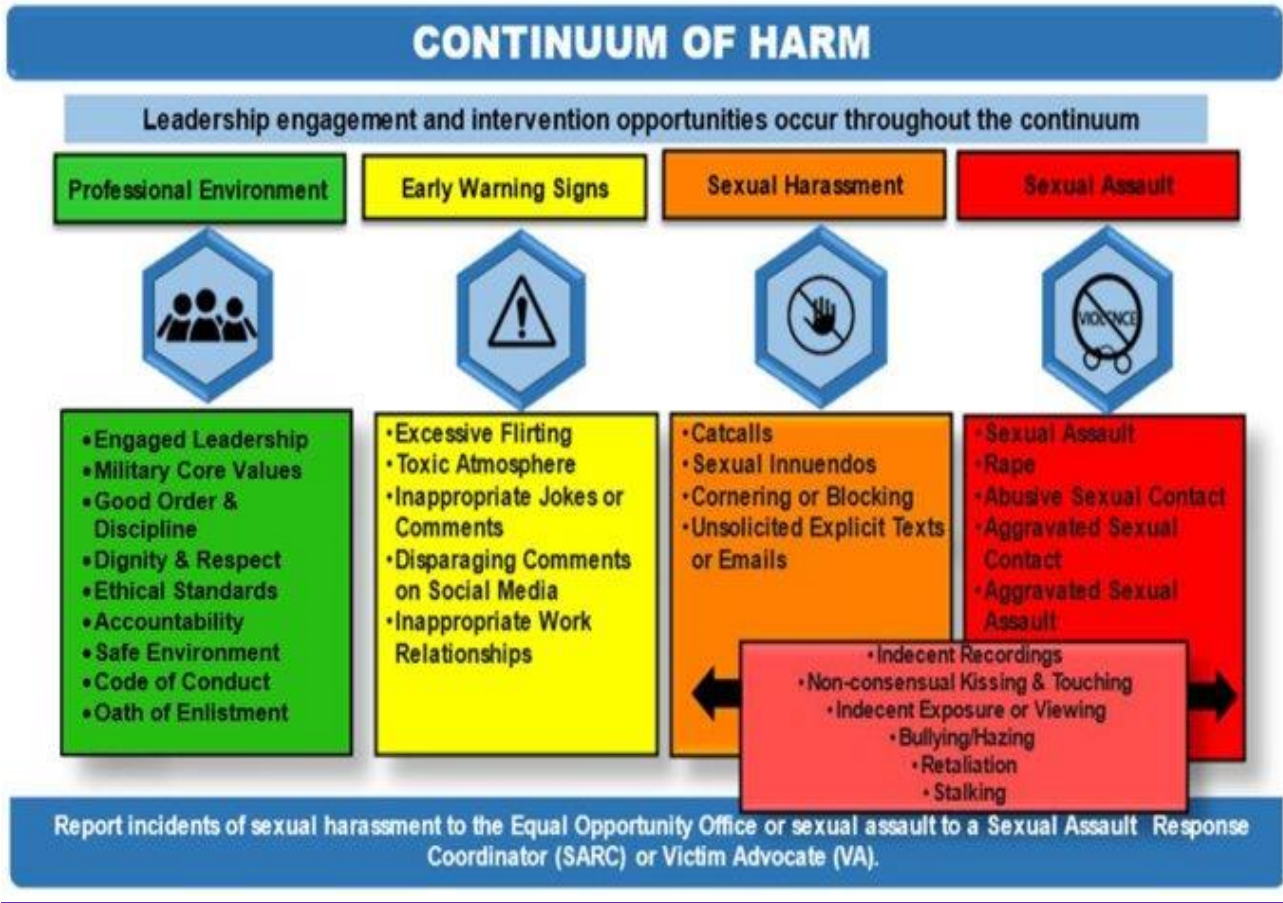 CONTINUUM OF HARM
Leadership engagement and intervention opportunities occur throughout the continuum
Professional Environment
Early Warning Signs
Sexual Harassment
Sexual Assault
VIOLENCE
•Engaged Leadership
•Military Core Values
•Good Order &
Discipline
•Dignity & Respect
•Ethical Standards
•Accountability
•Safe Environment
•Code of Conduct
•Oath of Enlistment
•Excessive Flirting
•Toxic Atmosphere
•Inappropriate Jokes or
Comments
•Disparaging Comments
on Social Media
•Inappropriate Work
Relationships
•Catcalls
•Sexual Innuendos
•Cornering or Blocking
•Unsolicited Explicit Texts
or Emails
•Sexual Assault
•Rape
•Abusive Sexual Contact
•Aggravated Sexual
Contact
•Aggravated Sexual
Assault
•Indecent Recordings
•Non-consensual Kissing & Touching
•Indecent Exposure or Viewing
•Bullying/Hazing
•Retaliation
•Stalking
Report incidents of sexual harassment to the Equal Opportunity Office or sexual assault to a Sexual Assault Response
Coordinator (SARC) or Victim Advocate (VA).